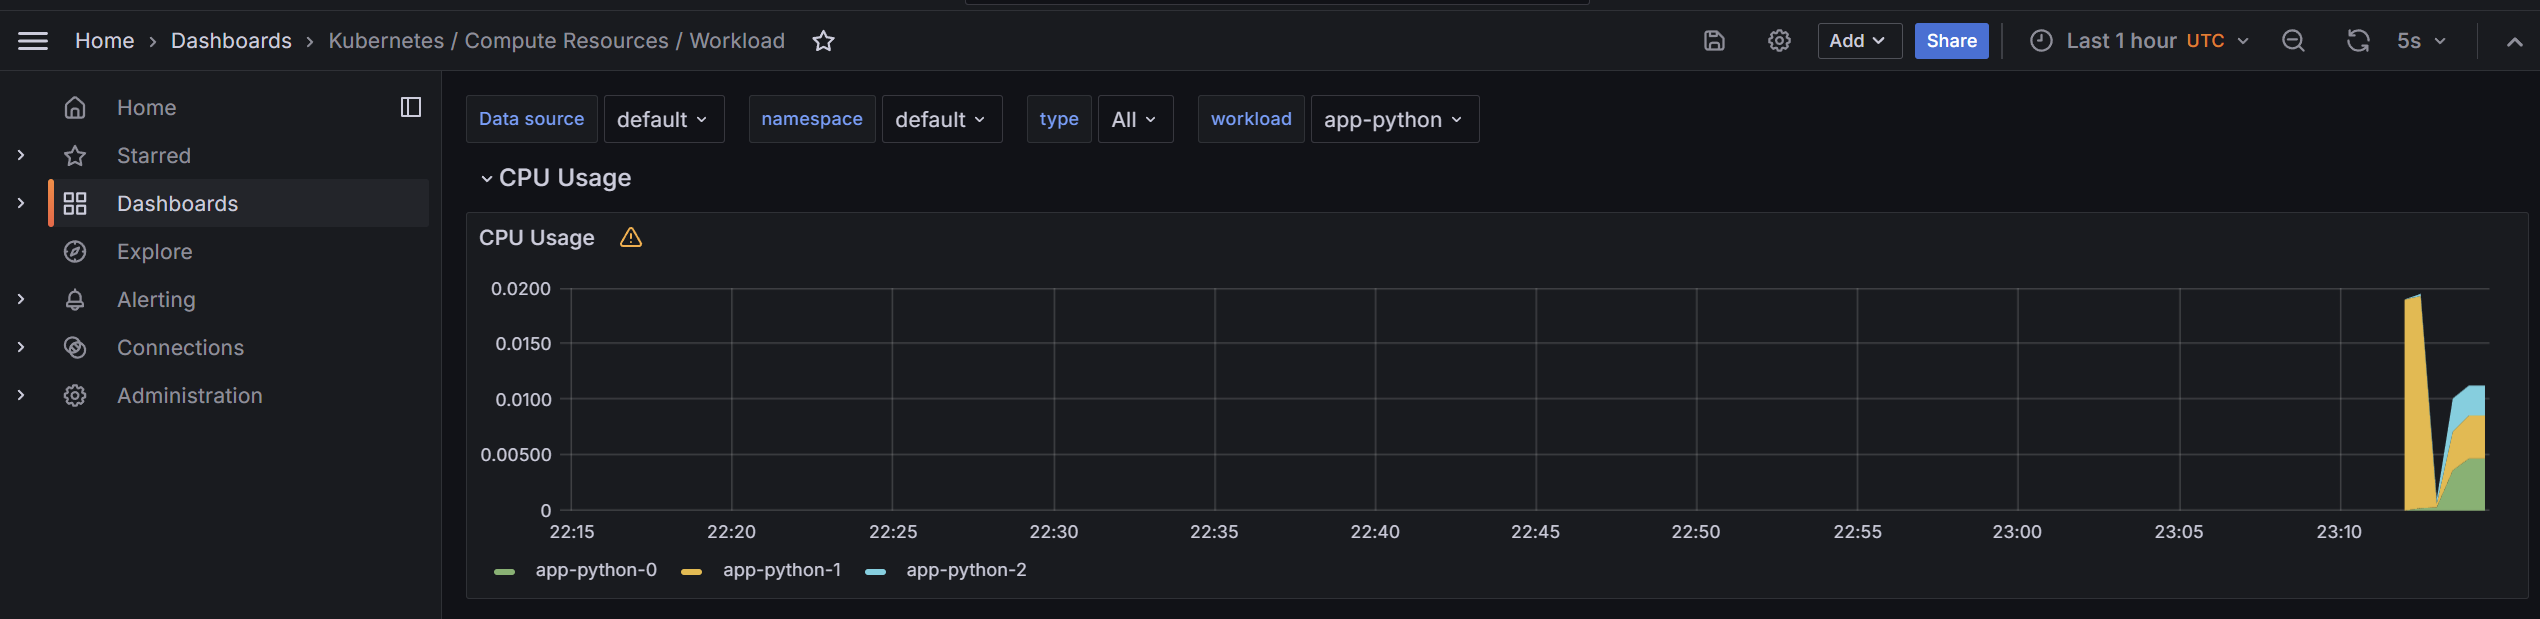 Home › Dashboards › Kubernetes / Compute Resources / Workload
Add
Share
Last 1 hour UTC
5s
Home
Starred
Dashboards
Explore
Alerting
Connections
Administration
Data source default namespace default type All workload app-python
CPU Usage
CPU Usage
0.0200
0.0150
0.0100
0.00500
0
22:15 22:20 22:25 22:30 22:35 22:40 22:45 22:50 22:55 23:00 23:05 23:10
app-python-0 app-python-1 app-python-2